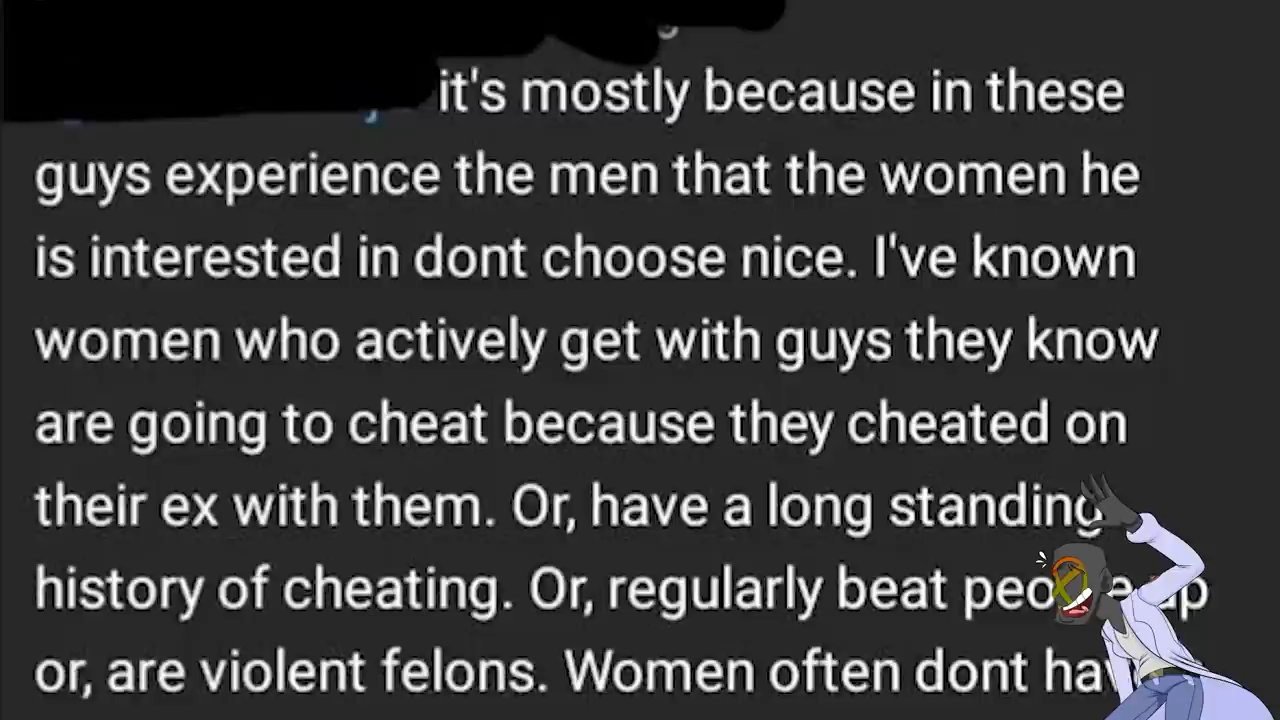 it's mostly because in these
guys experience the men that the women he
is interested in dont choose nice. I've known
women who actively get with guys they know
are going to cheat because they cheated on
their ex with them. Or, have a long standing
history of cheating. Or, regularly beat people up
or, are violent felons. Women often dont